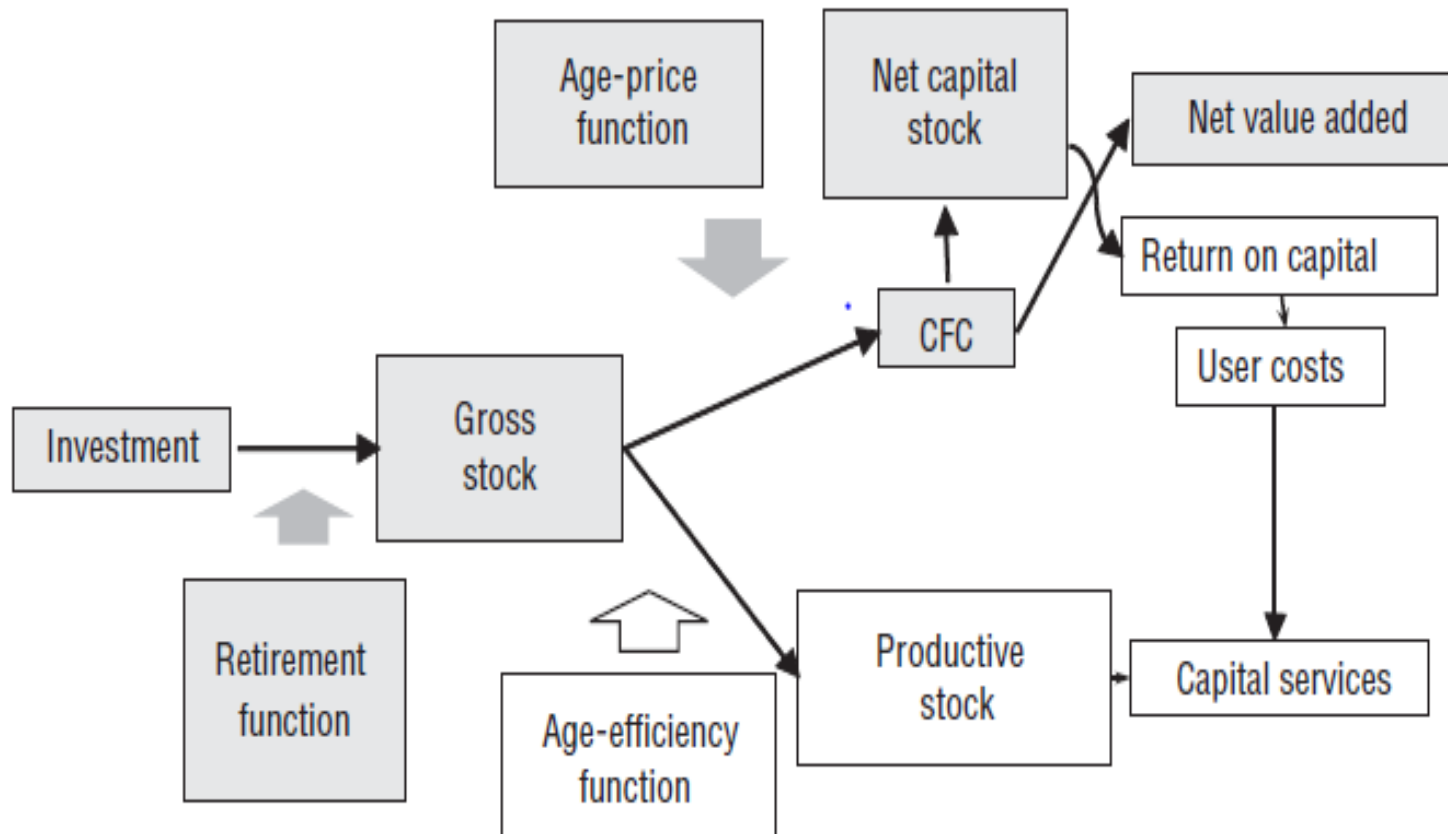 Age-price
function
Net capital
stock
Net value added
Return on capital
CFC
User costs
Gross
stock
Investment
Retirement
function
Age-efficiency
function
Productive
stock
Capital services